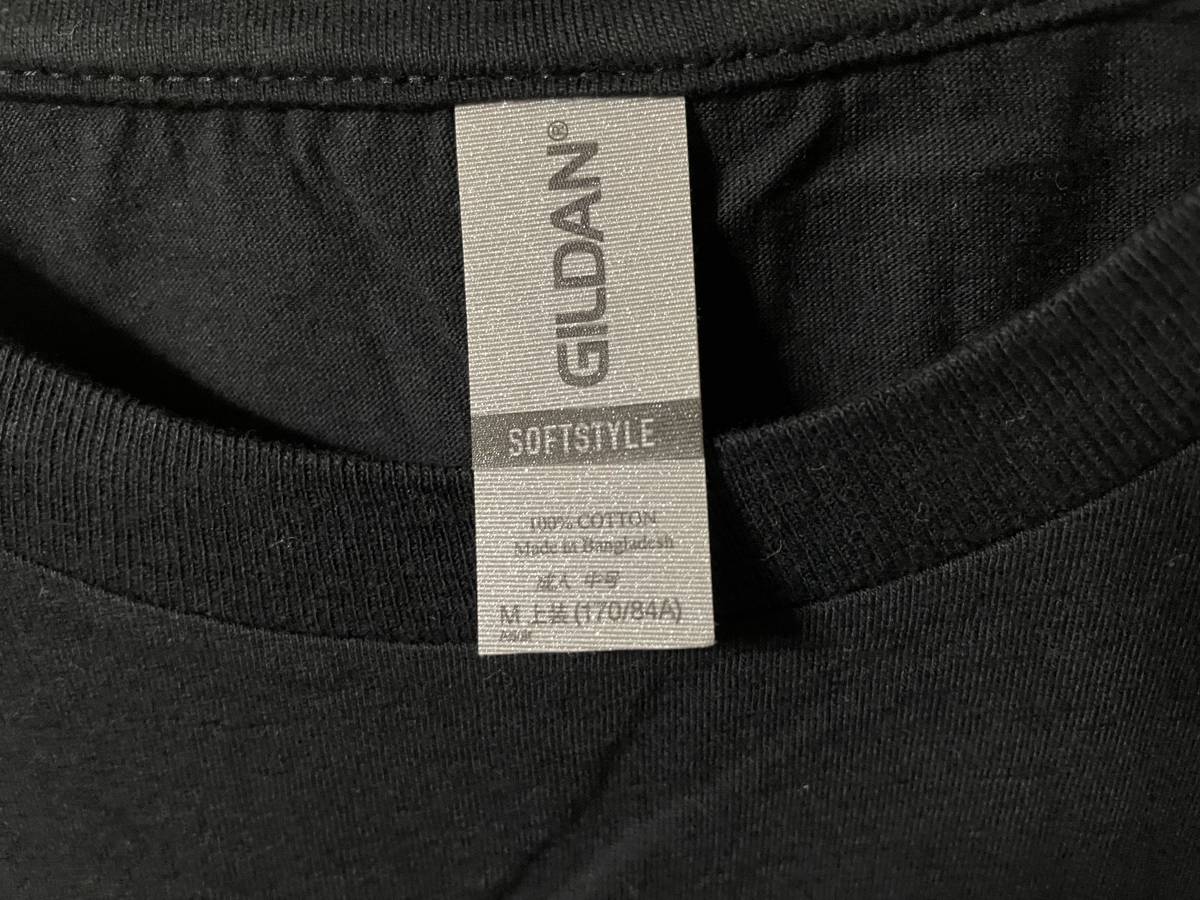 GILDAN®
SOFTSTYLE
100% COTTON
Made in Bangladesh
成人 中号
M 上装 (170/84A)